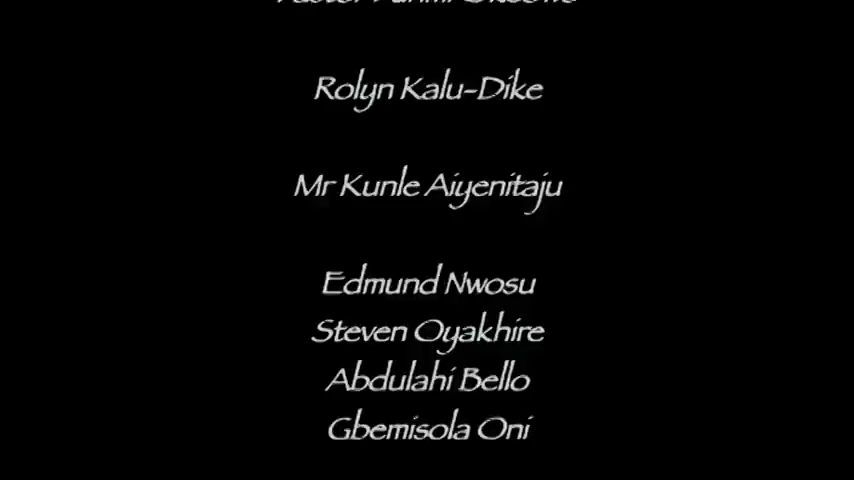 Rolyn Kalu-Dike
Mr Kunle Aiyenitaju
Edmund Nwosu
Steven Oyakhire
Abdulahi Bello
Gbemisola Oni